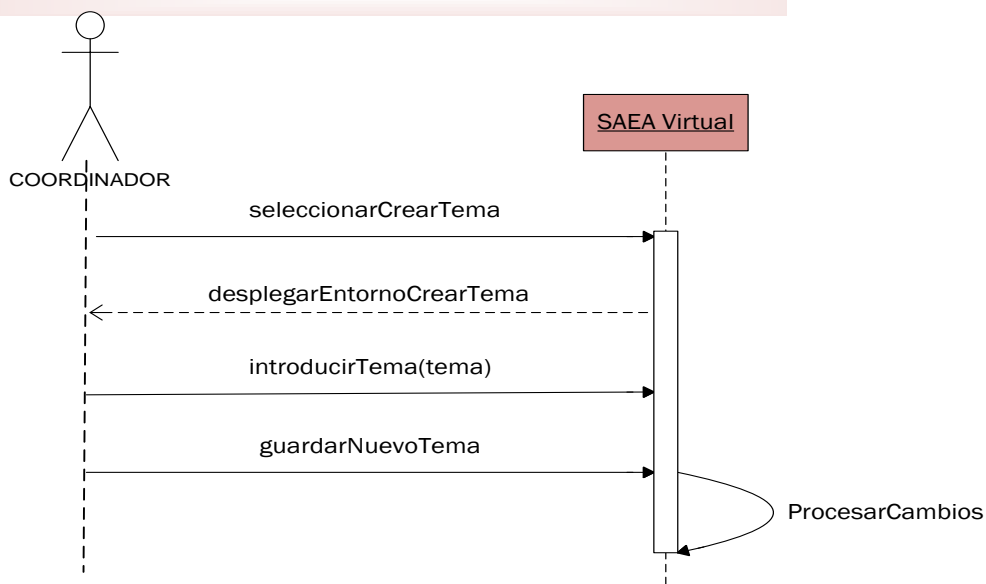 SAEA Virtual
COORDINADOR
seleccionarCrearTema
desplegarEntornoCrearTema
introducirTema(tema)
guardarNuevoTema
ProcesarCambios